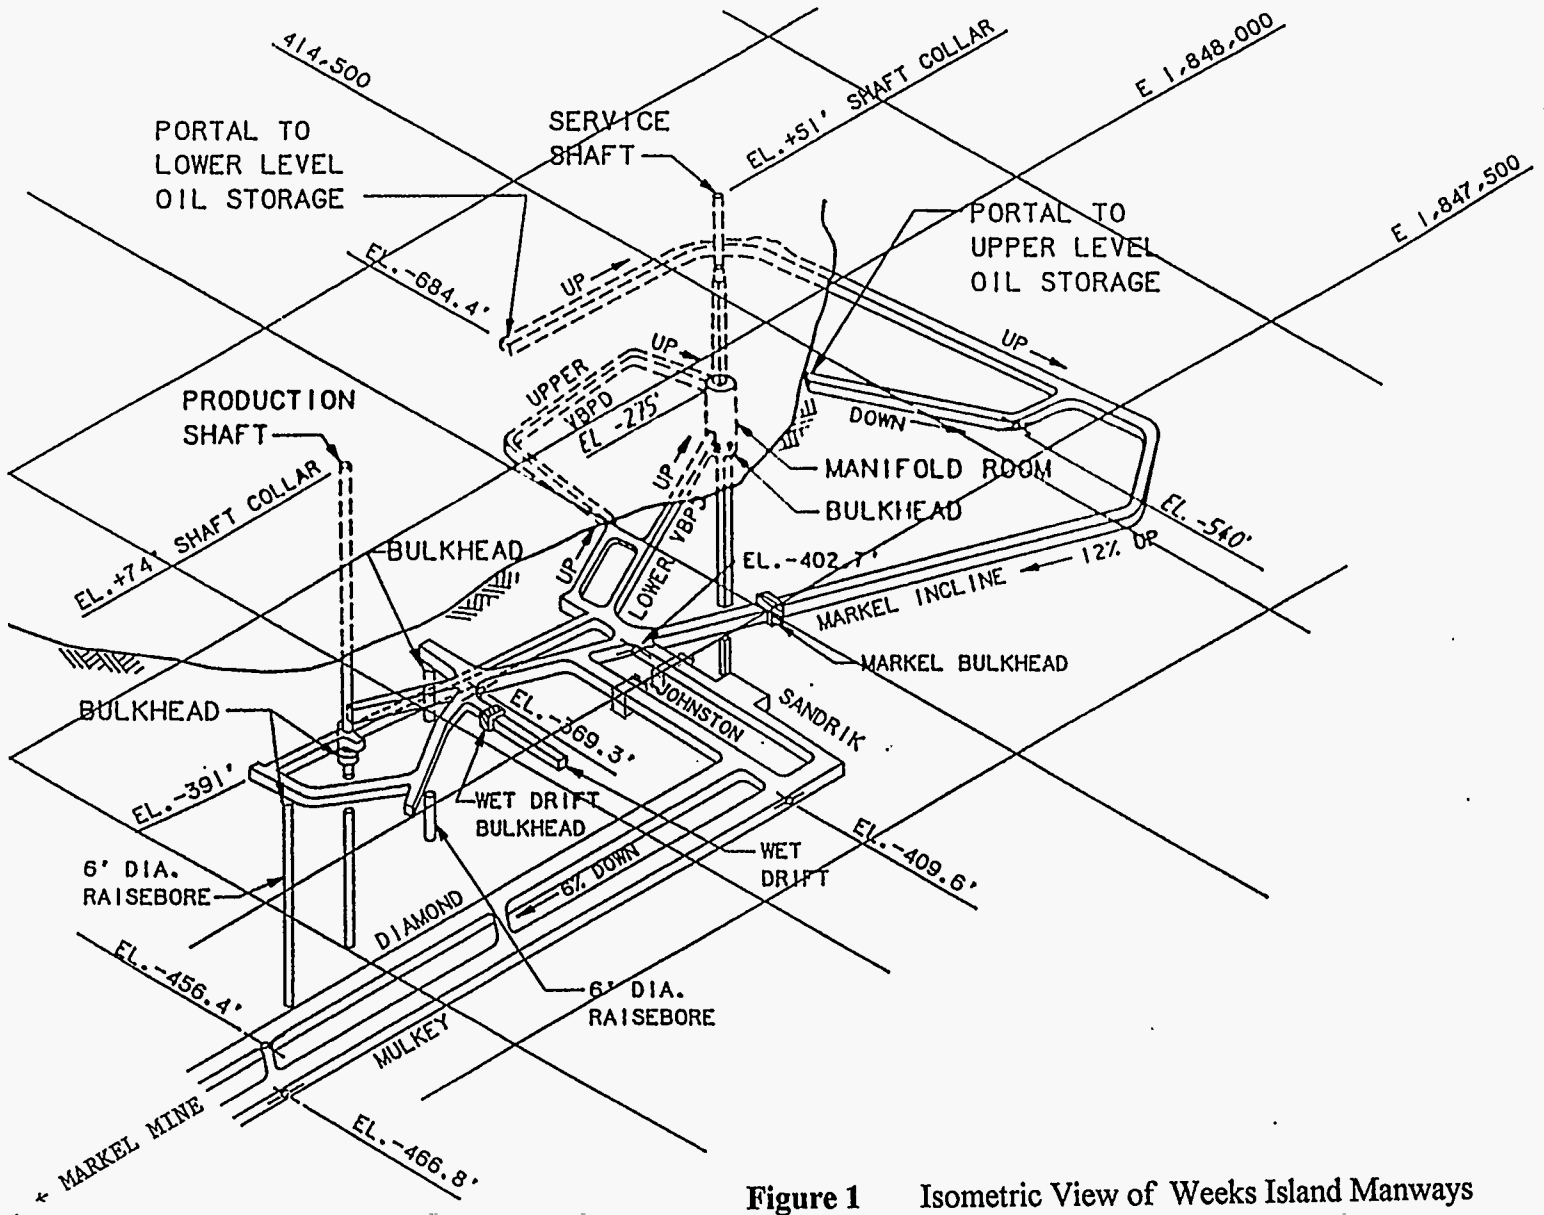 414,500
EL.+51' SHAFT COLLAR
E 1,848,000
E 1,847,500
PORTAL TO
LOWER LEVEL
OIL STORAGE
SERVICE
SHAFT
PORTAL TO
UPPER LEVEL
OIL STORAGE
EL.-684.4'
UP
UP
UP
UPPER
VBPD
EL -275'
DOWN
PRODUCTION
SHAFT
EL.+74' SHAFT COLLAR
MANIFOLD ROOM
BULKHEAD
UP
LOWER VBPD
BULKHEAD
UP
EL.-402.7'
EL.-540'
12% UP
MARKEL INCLINE
MARKEL BULKHEAD
BULKHEAD
JOHNSTON
SANDRIK
EL.-369.3'
EL.-391'
WET DRIFT
BULKHEAD
WET
DRIFT
EL.-409.6'
6' DIA.
RAISEBORE
6% DOWN
DIAMOND
EL.-456.4'
6' DIA.
RAISEBORE
MULKEY
MARKEL MINE
EL.-466.8'
Figure 1 Isometric View of Weeks Island Manways